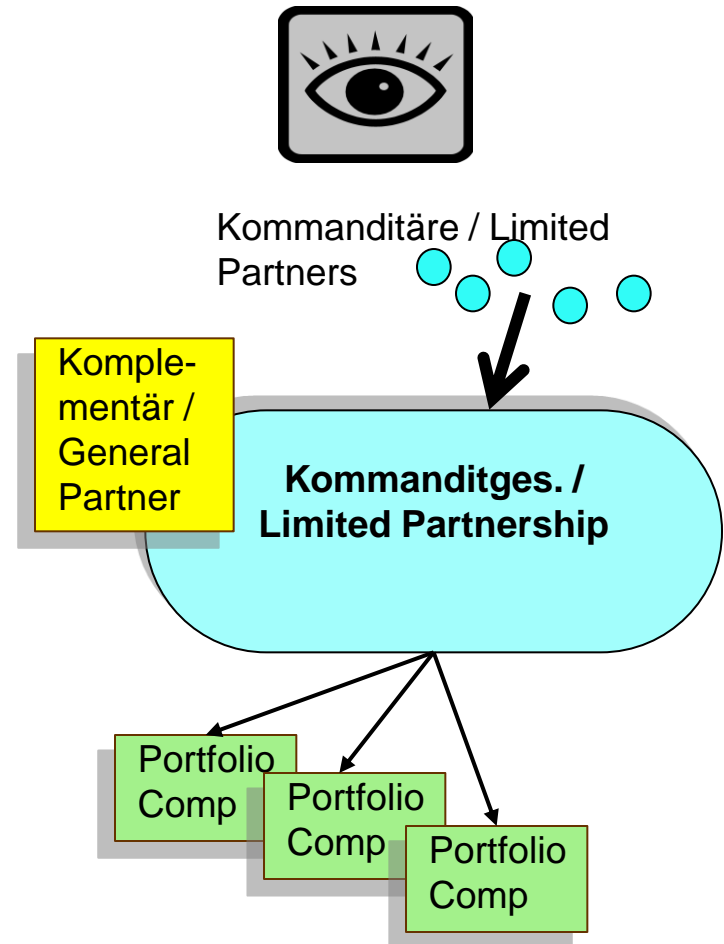 Kommanditäre / Limited
Partners
Komple-
mentär /
General
Partner
Kommanditges. /
Limited Partnership
Portfolio
Comp
Portfolio
Comp
Portfolio
Comp